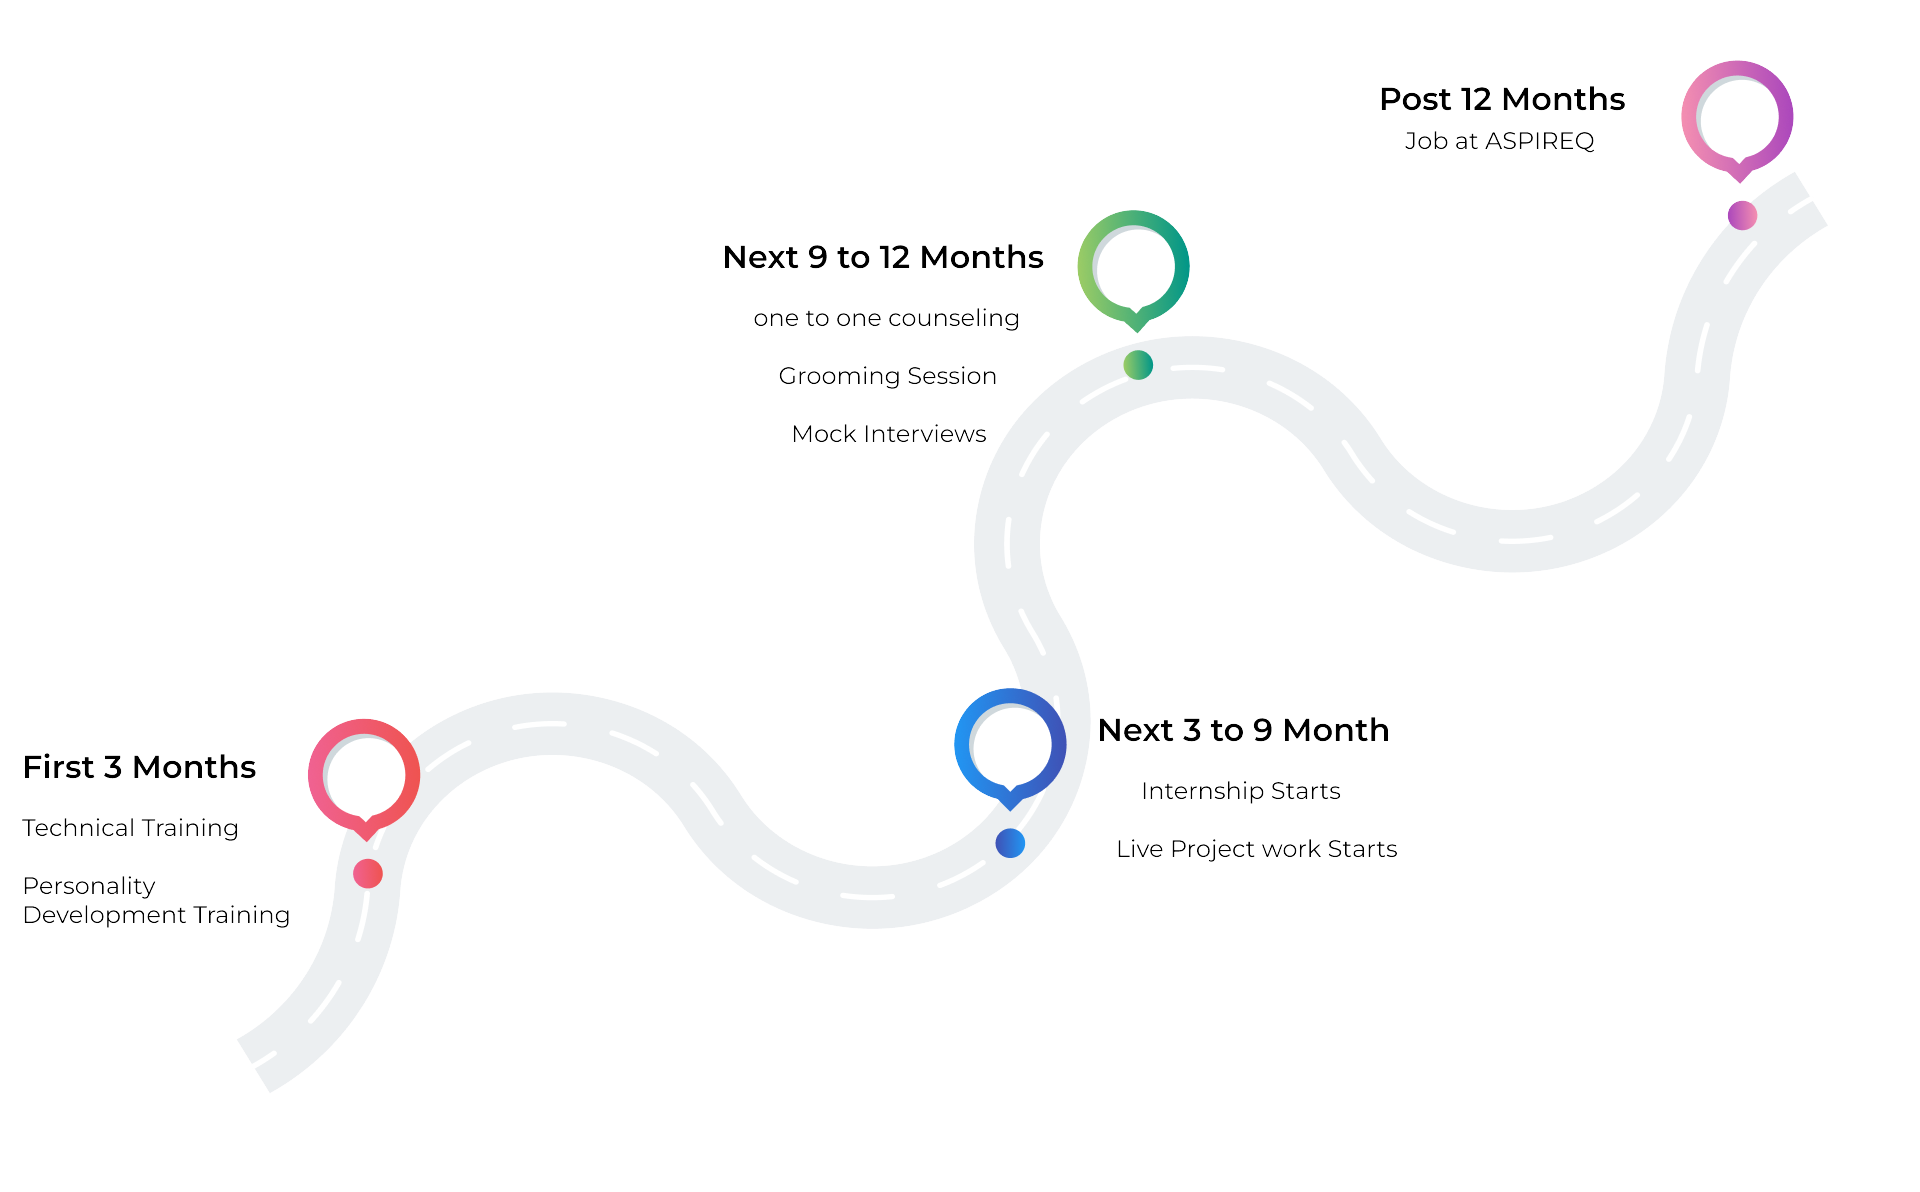 Post 12 Months
Job at ASPIREQ
Next 9 to 12 Months
one to one counseling
Grooming Session
Mock Interviews
Next 3 to 9 Month
Internship Starts
Live Project work Starts
First 3 Months
Technical Training
Personality
Development Training